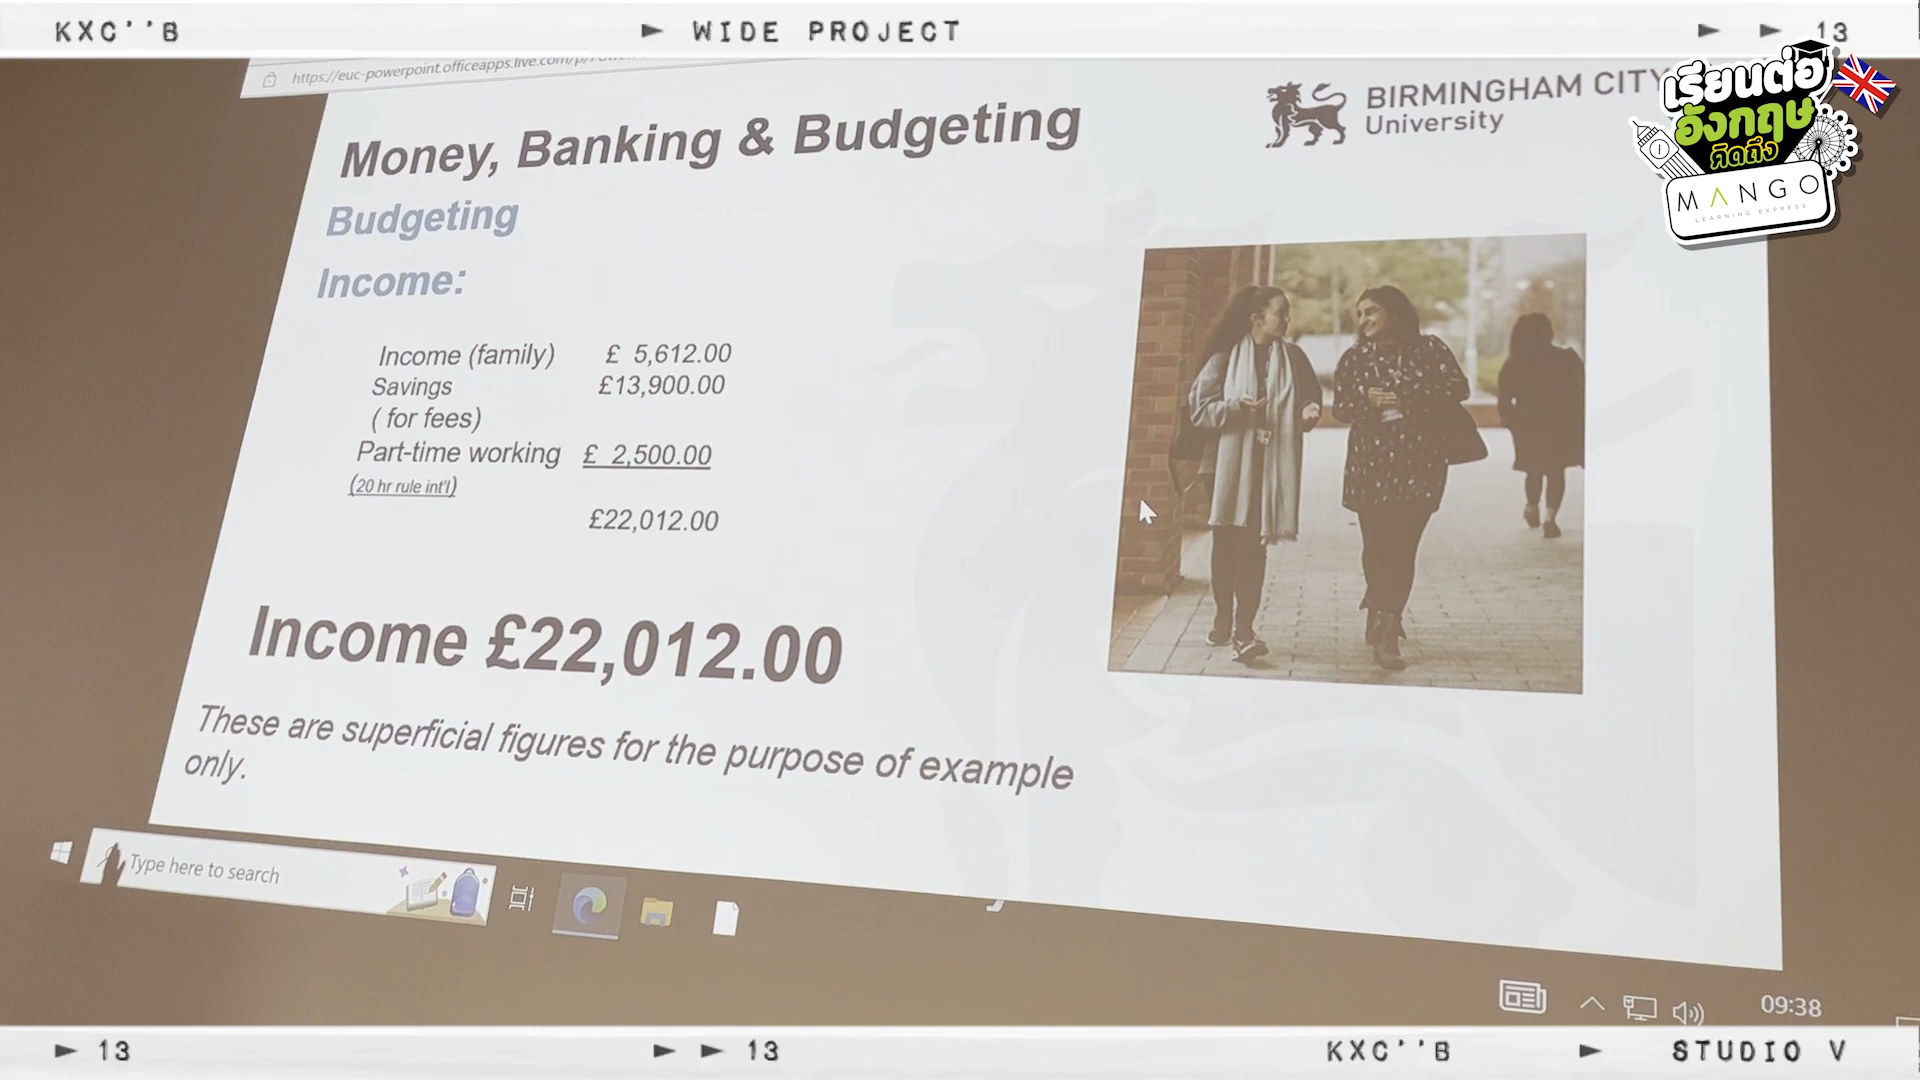 KXC''B
► WIDE PROJECT
► ► 13
เรียนต่อ
อังกฤษ
คิดถึง
MANGO
LEARNING EXPRESS
https://euc-powerpoint.officeapps.live.com/p/
BIRMINGHAM CITY
University
Money, Banking & Budgeting
Budgeting
Income:
Income (family) £ 5,612.00
Savings £13,900.00
( for fees)
Part-time working £ 2,500.00
(20 hr rule int'l)
£22,012.00
Income £22,012.00
These are superficial figures for the purpose of example
only.
Type here to search
09:38
► 13
► ► 13
KXC''B
► STUDIO V